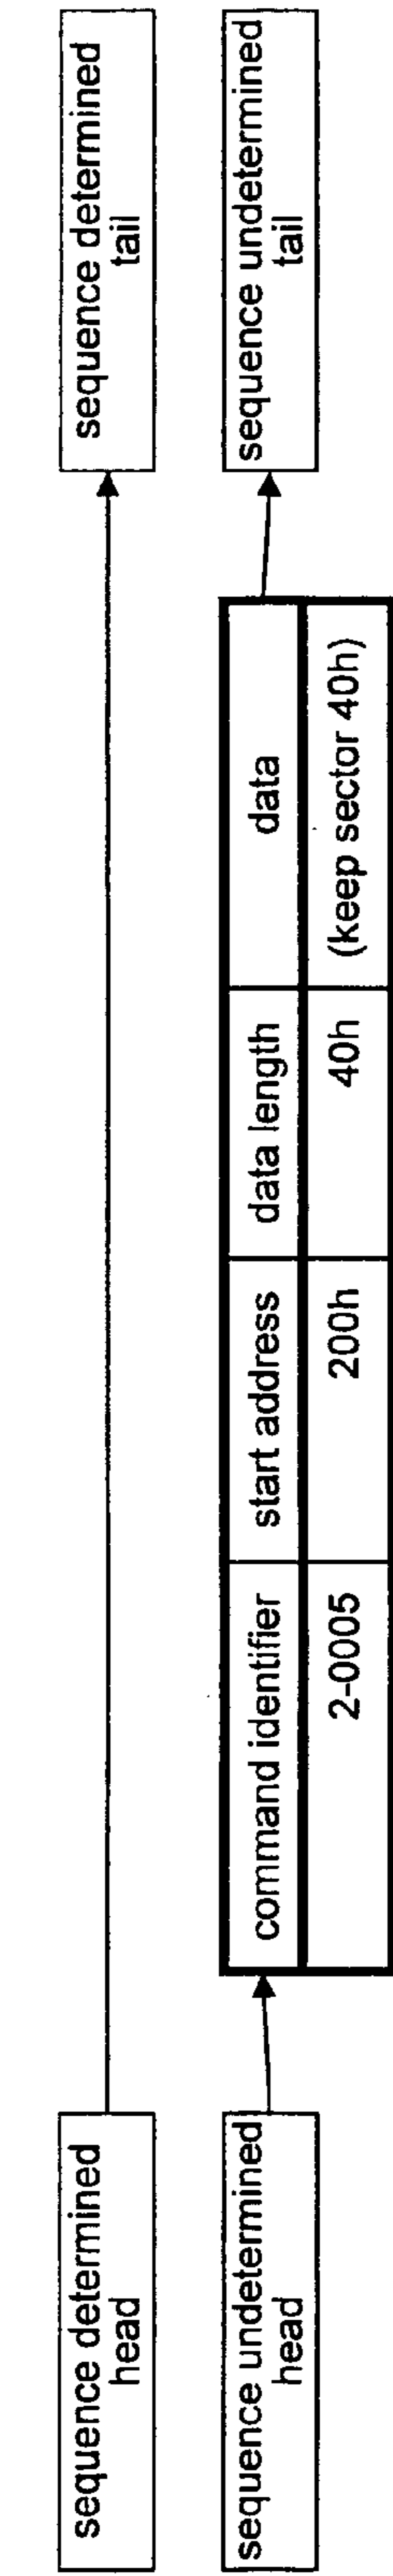 sequence determined
head
sequence determined
tail
sequence undetermined
head
command identifier
start address
data length
data
2-0005
200h
40h
(keep sector 40h)
sequence undetermined
tail